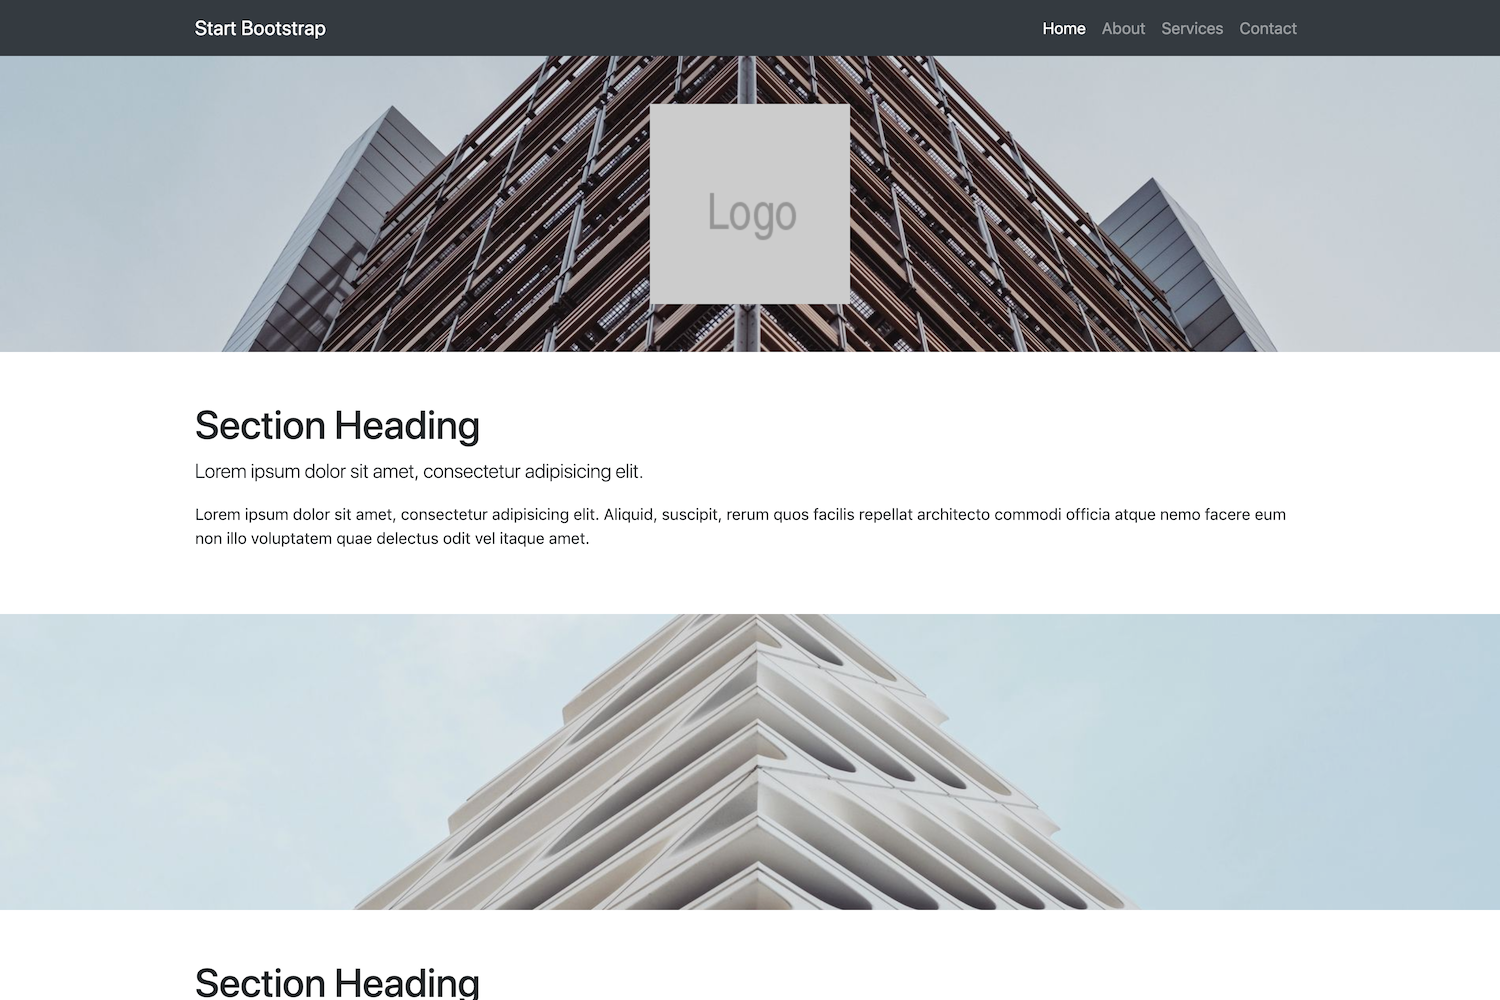 Start Bootstrap
Home About Services Contact
Logo
Section Heading
Lorem ipsum dolor sit amet, consectetur adipisicing elit.
Lorem ipsum dolor sit amet, consectetur adipisicing elit. Aliquid, suscipit, rerum quos facilis repellat architecto commodi officia atque nemo facere eum
non illo voluptatem quae delectus odit vel itaque amet.
Section Heading